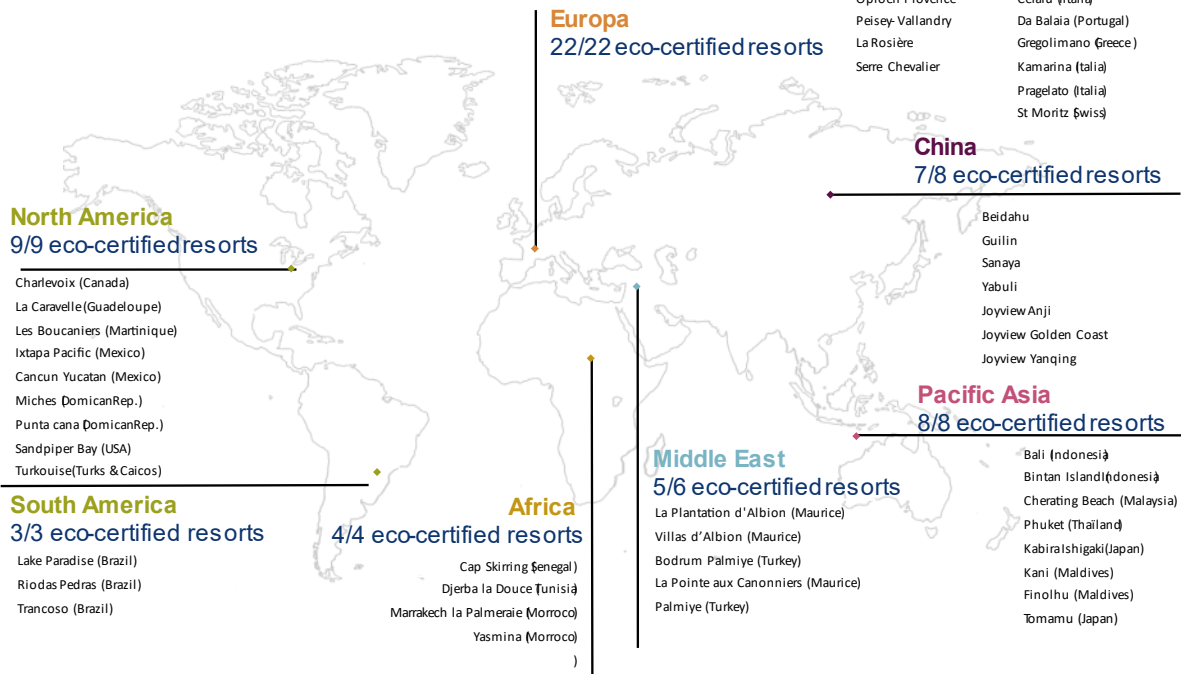 Europa
22/22 eco-certified resorts
Peisey-Vallandry
La Rosière
Serre Chevalier
Da Balaia (Portugal)
Gregolimano (Greece)
Kamarina (Italia)
Pragelato (Italia)
St Moritz (Swiss)
China
7/8 eco-certified resorts
Beidahu
Guilin
Sanaya
Yabuli
Joyview Anji
Joyview Golden Coast
Joyview Yanqing
North America
9/9 eco-certified resorts
Charlevoix (Canada)
La Caravelle (Guadeloupe)
Les Boucaniers (Martinique)
Ixtapa Pacific (Mexico)
Cancun Yucatan (Mexico)
Miches (DomicanRep.)
Punta cana (DomicanRep.)
Sandpiper Bay (USA)
Turkouise (Turks & Caicos)
South America
3/3 eco-certified resorts
Lake Paradise (Brazil)
Rio das Pedras (Brazil)
Trancoso (Brazil)
Africa
4/4 eco-certified resorts
Cap Skirring (Senegal)
Djerba la Douce (Tunisia)
Marrakech la Palmeraie (Morroco)
Yasmina (Morroco)
)
Middle East
5/6 eco-certified resorts
La Plantation d'Albion (Maurice)
Villas d’Albion (Maurice)
Bodrum Palmiye (Turkey)
La Pointe aux Canonniers (Maurice)
Palmiye (Turkey)
Pacific Asia
8/8 eco-certified resorts
Bali (Indonesia)
Bintan Island (Indonesia)
Cherating Beach (Malaysia)
Phuket (Thaïland)
Kabira Ishigaki (Japan)
Kani (Maldives)
Finolhu (Maldives)
Tomamu (Japan)